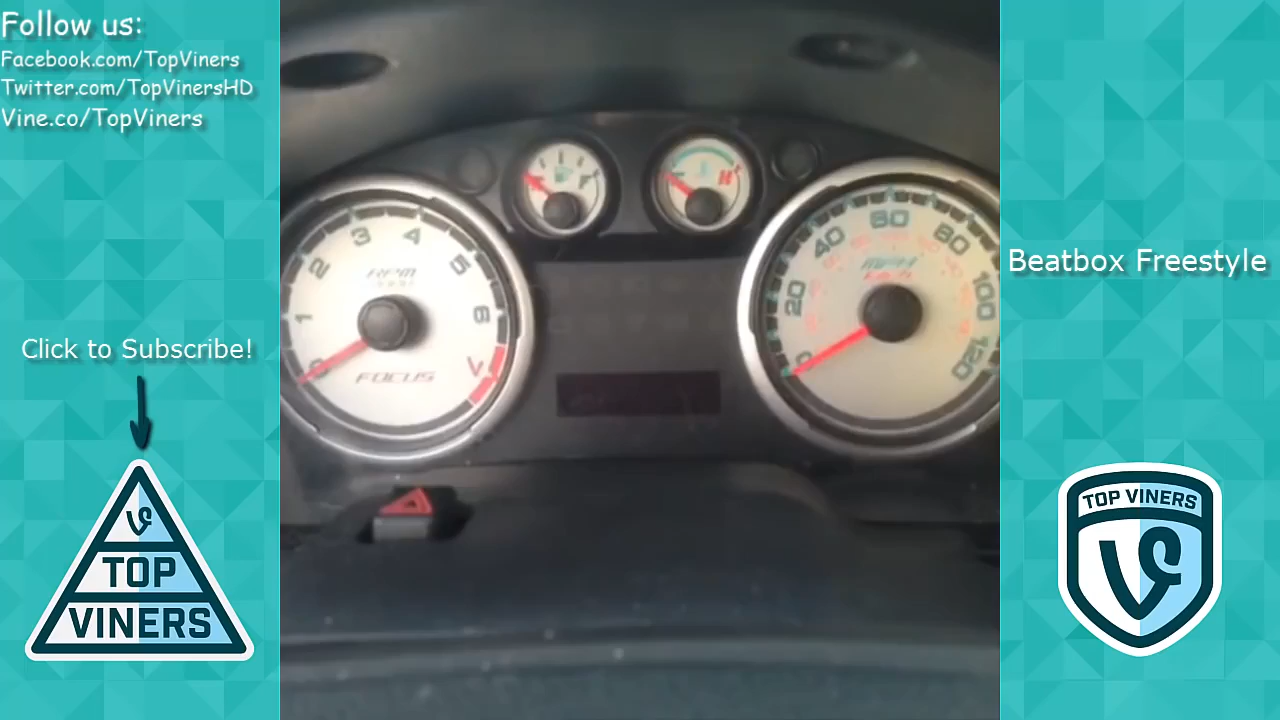 Follow us:
Facebook.com/TopViners
Twitter.com/TopVinersHD
Vine.co/TopViners
Click to Subscribe!
TOP
VINERS
Beatbox Freestyle
TOP VINERS
0 1 2 3 4 5 6
RPM
FOCUS
F
H
0 20 40 60 80 100 120
MPH